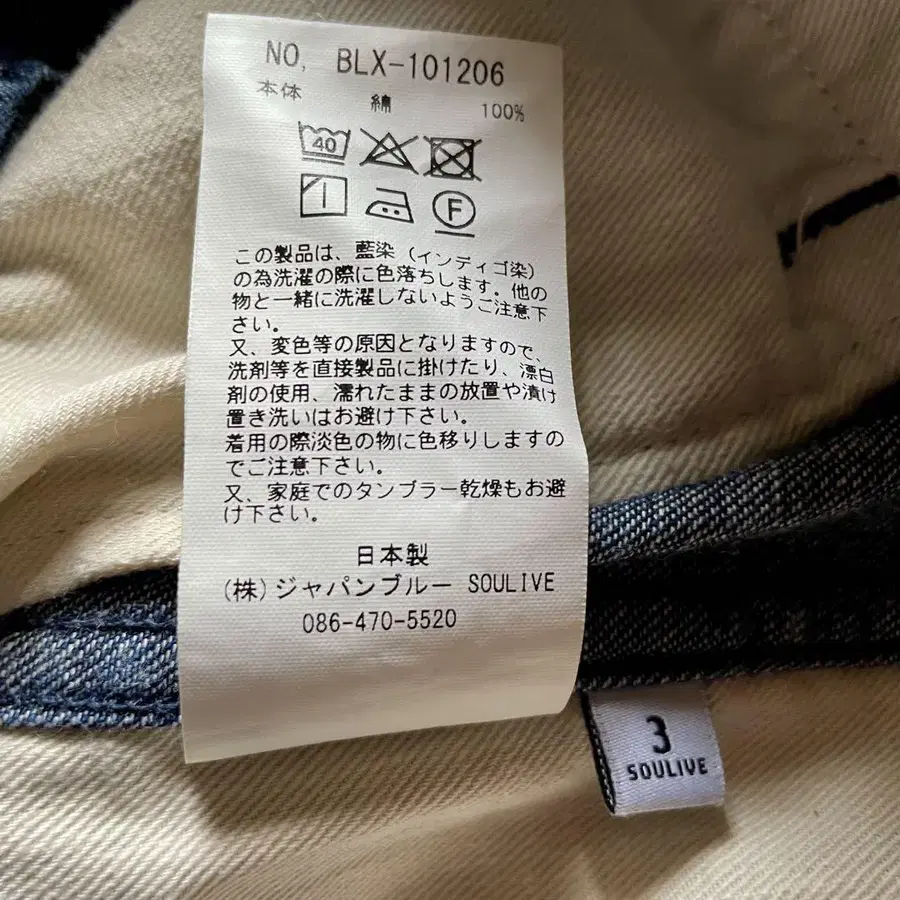 NO, BLX-101206
本体 綿 100%
40
F
この製品は、藍染（インディゴ染）
の為洗濯の際に色落ちします。他の
物と一緒に洗濯しないようご注意下
さい。
又、変色等の原因となりますので、
洗剤等を直接製品に掛けたり、漂白
剤の使用、濡れたままの放置や漬け
置き洗いはお避け下さい。
着用の際淡色の物に色移りしますの
でご注意下さい。
又、家庭でのタンブラー乾燥もお避
け下さい。
日本製
(株)ジャパンブルー SOULIVE
086-470-5520
3
SOULIVE